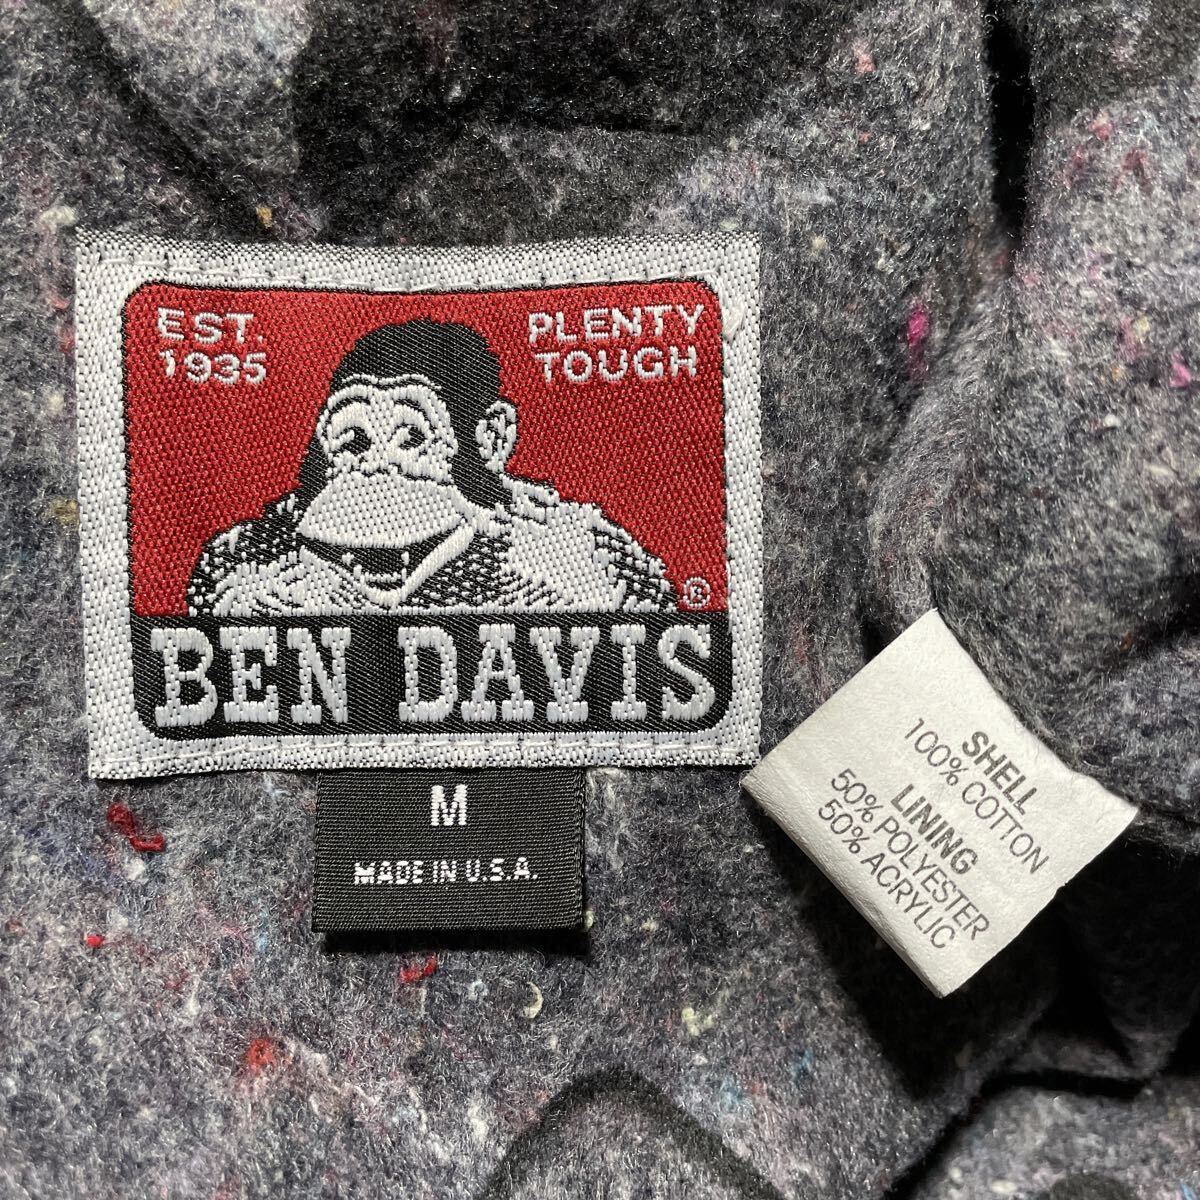 EST.
1935
PLENTY
TOUGH
®
BEN DAVIS
M
MADE IN U.S.A.
SHELL
100% COTTON
LINING
50% POLYESTER
50% ACRYLIC